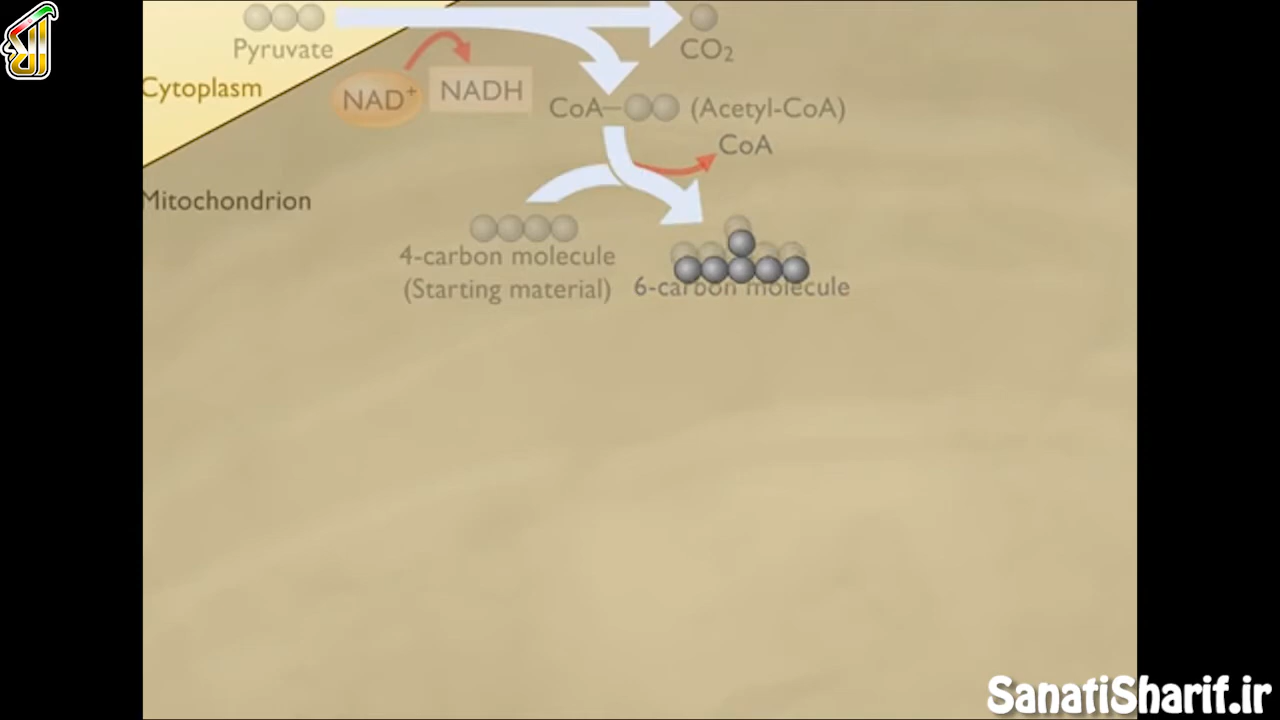 Pyruvate
CO₂
Cytoplasm
NAD⁺
NADH
CoA
(Acetyl-CoA)
CoA
Mitochondrion
4-carbon molecule
(Starting material)
6-carbon molecule
SanatiSharif.ir